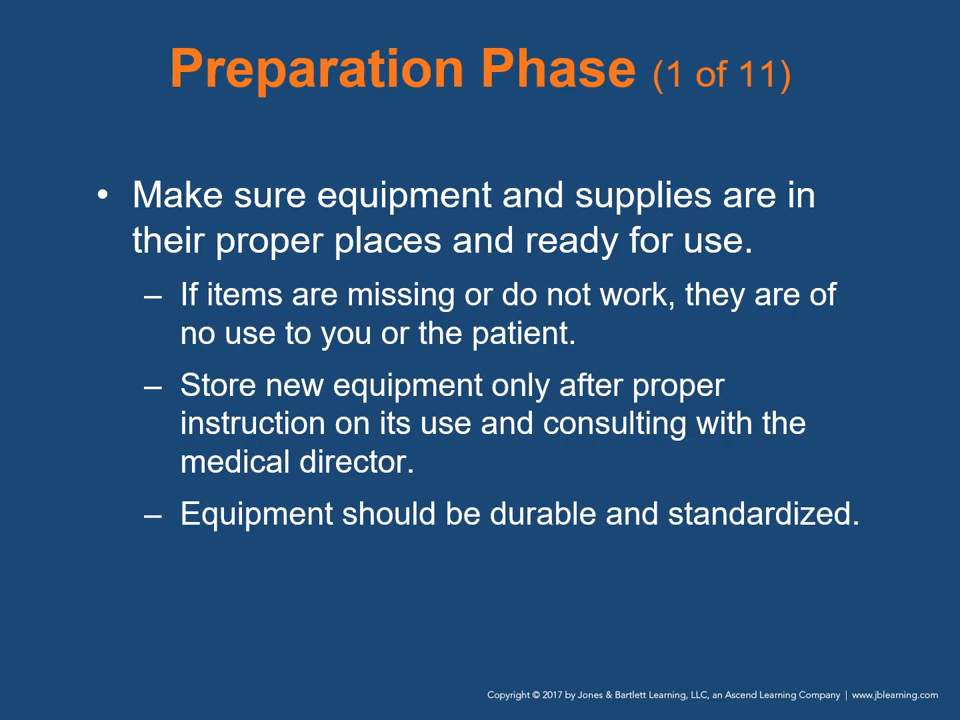 Preparation Phase (1 of 11)
• Make sure equipment and supplies are in
their proper places and ready for use.
– If items are missing or do not work, they are of
no use to you or the patient.
– Store new equipment only after proper
instruction on its use and consulting with the
medical director.
– Equipment should be durable and standardized.
Copyright © 2017 by Jones & Bartlett Learning, LLC, an Ascend Learning Company | www.jblearning.com